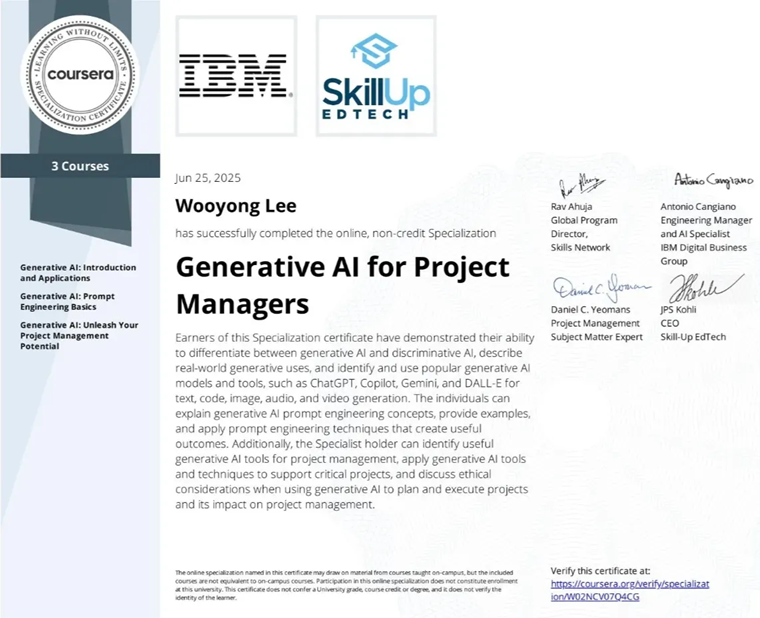 LEARNING WITHOUT LIMITS
coursera
SPECIALIZATION CERTIFICATE
3 Courses
Generative AI: Introduction
and Applications
Generative AI: Prompt
Engineering Basics
Generative AI: Unleash Your
Project Management
Potential
IBM®
SkillUp
EDTECH
Jun 25, 2025
Wooyong Lee
has successfully completed the online, non-credit Specialization
Generative AI for Project
Managers
Earners of this Specialization certificate have demonstrated their ability
to differentiate between generative AI and discriminative AI, describe
real-world generative uses, and identify and use popular generative AI
models and tools, such as ChatGPT, Copilot, Gemini, and DALL-E for
text, code, image, audio, and video generation. The individuals can
explain generative AI prompt engineering concepts, provide examples,
and apply prompt engineering techniques that create useful
outcomes. Additionally, the Specialist holder can identify useful
generative AI tools for project management, apply generative AI tools
and techniques to support critical projects, and discuss ethical
considerations when using generative AI to plan and execute projects
and its impact on project management.
Rav Ahuja
Rav Ahuja
Global Program
Director,
Skills Network
Antonio Cangiano
Antonio Cangiano
Engineering Manager
and AI Specialist
IBM Digital Business
Group
Daniel C. Yeomans
Daniel C. Yeomans
Project Management
Subject Matter Expert
JPS Kohli
CEO
Skill-Up EdTech
The online specialization named in this certificate may draw on material from courses taught on-campus, but the included
courses are not equivalent to on-campus courses. Participation in this online specialization does not constitute enrollment
at this university. This certificate does not confer a University grade, course credit or degree, and it does not verify the
identity of the learner.
Verify this certificate at:
https://coursera.org/verify/specializat
ion/W02NCV07Q4CG